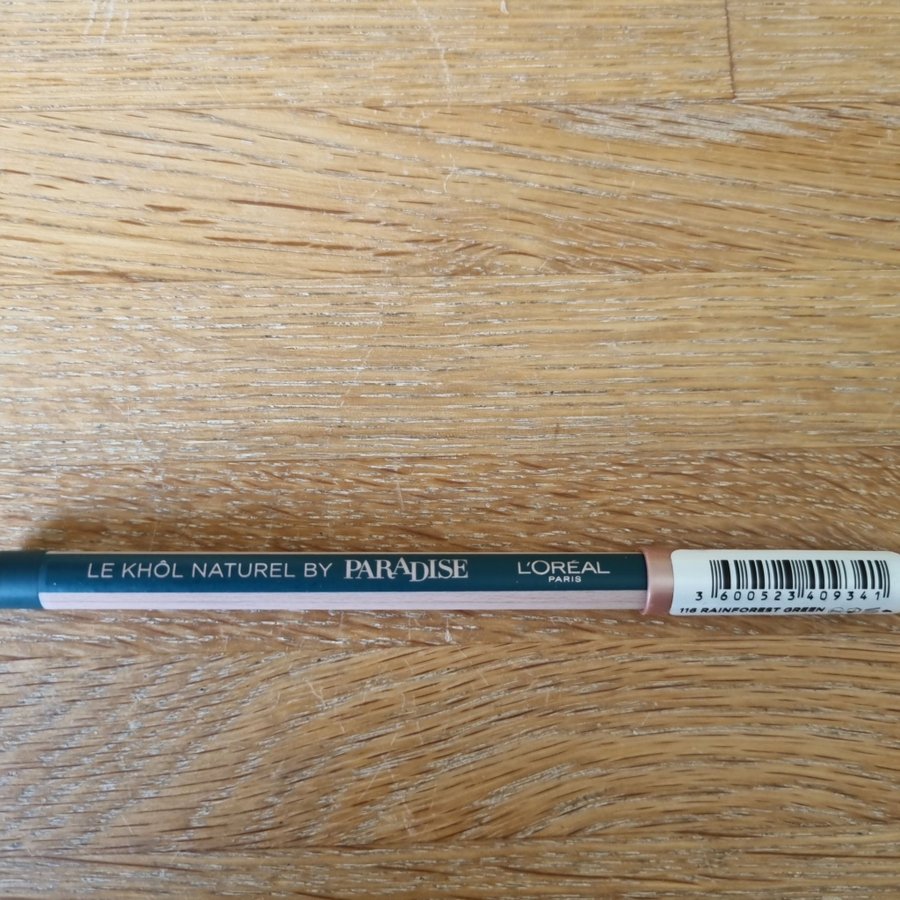 LE KHÔL NATUREL BY PARADISE L'ORÉAL
PARIS
3 600523 409341
116 RAINFOREST GREEN